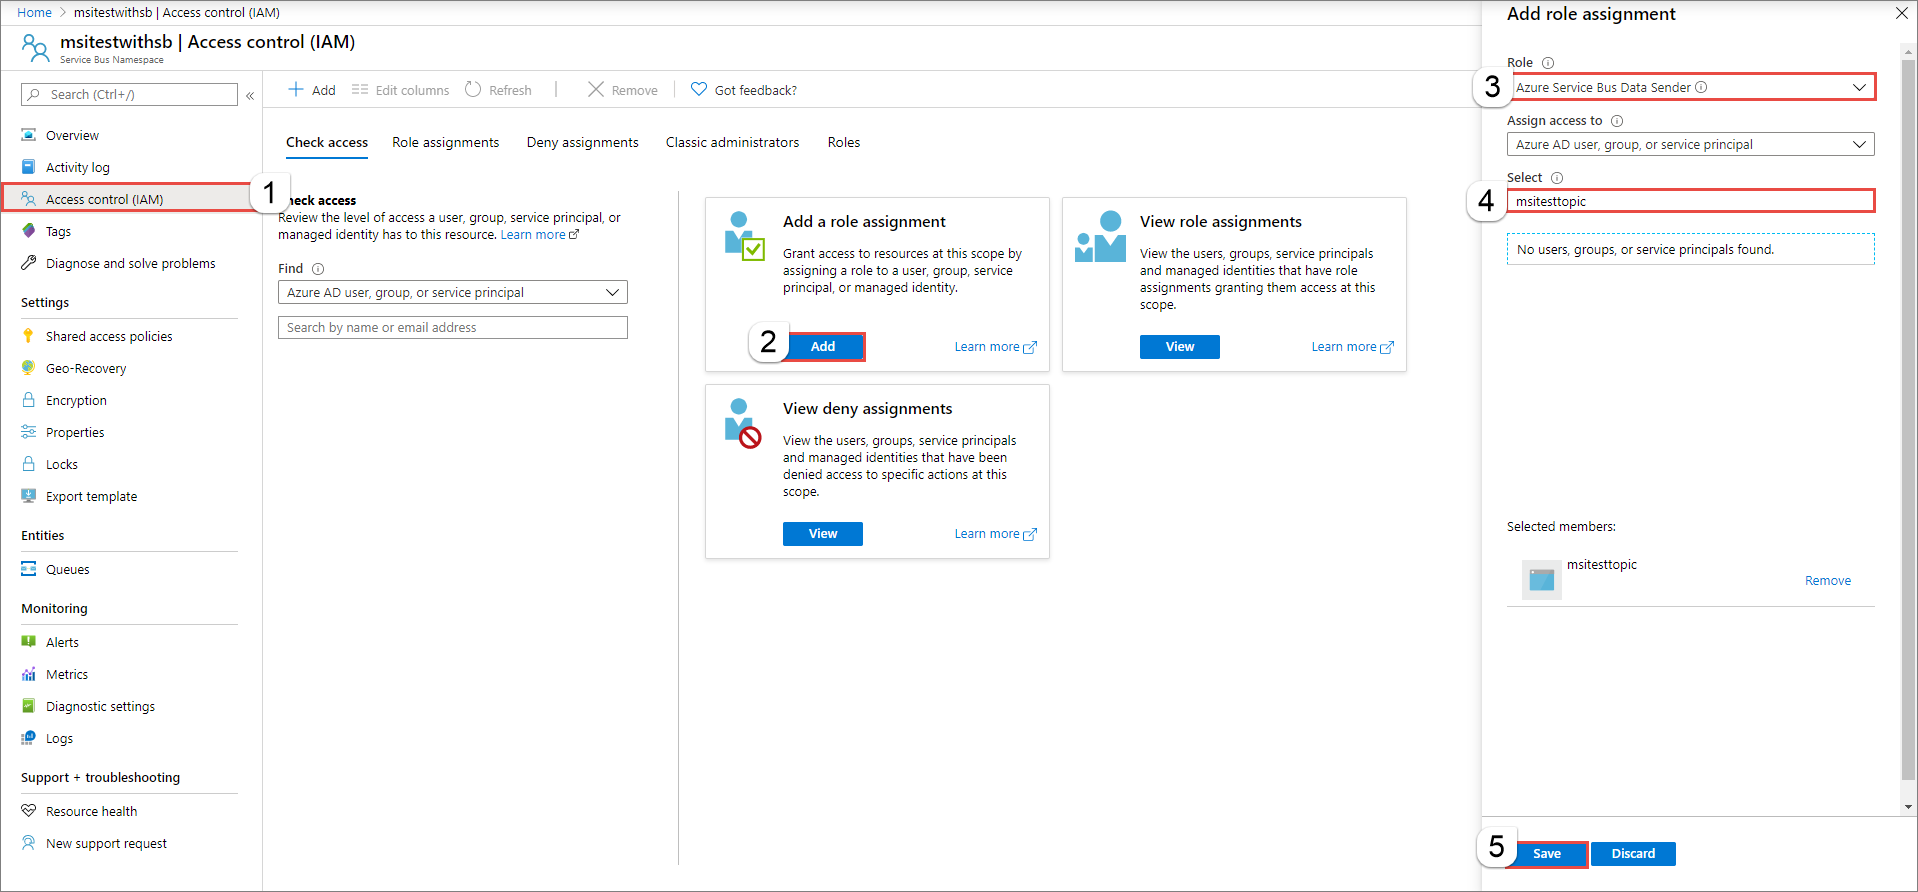 Home > msitestwithsb | Access control (IAM)
msitestwithsb | Access control (IAM)
Service Bus Namespace
Search (Ctrl+/)
«
Overview
Activity log
Access control (IAM)
1
Tags
Diagnose and solve problems
Settings
Shared access policies
Geo-Recovery
Encryption
Properties
Locks
Export template
Entities
Queues
Monitoring
Alerts
Metrics
Diagnostic settings
Logs
Support + troubleshooting
Resource health
New support request
Add
Edit columns
Refresh
Remove
Got feedback?
Check access
Role assignments
Deny assignments
Classic administrators
Roles
heck access
Review the level of access a user, group, service principal, or
managed identity has to this resource. Learn more
Find
Azure AD user, group, or service principal
Search by name or email address
Add a role assignment
Grant access to resources at this scope by
assigning a role to a user, group, service
principal, or managed identity.
2
Add
Learn more
View role assignments
View the users, groups, service principals
and managed identities that have role
assignments granting them access at this
scope.
View
Learn more
View deny assignments
View the users, groups, service principals
and managed identities that have been
denied access to specific actions at this
scope.
View
Learn more
Add role assignment
Role
3
Azure Service Bus Data Sender
Assign access to
Azure AD user, group, or service principal
Select
4
msitesttopic
No users, groups, or service principals found.
Selected members:
msitesttopic
Remove
5
Save
Discard